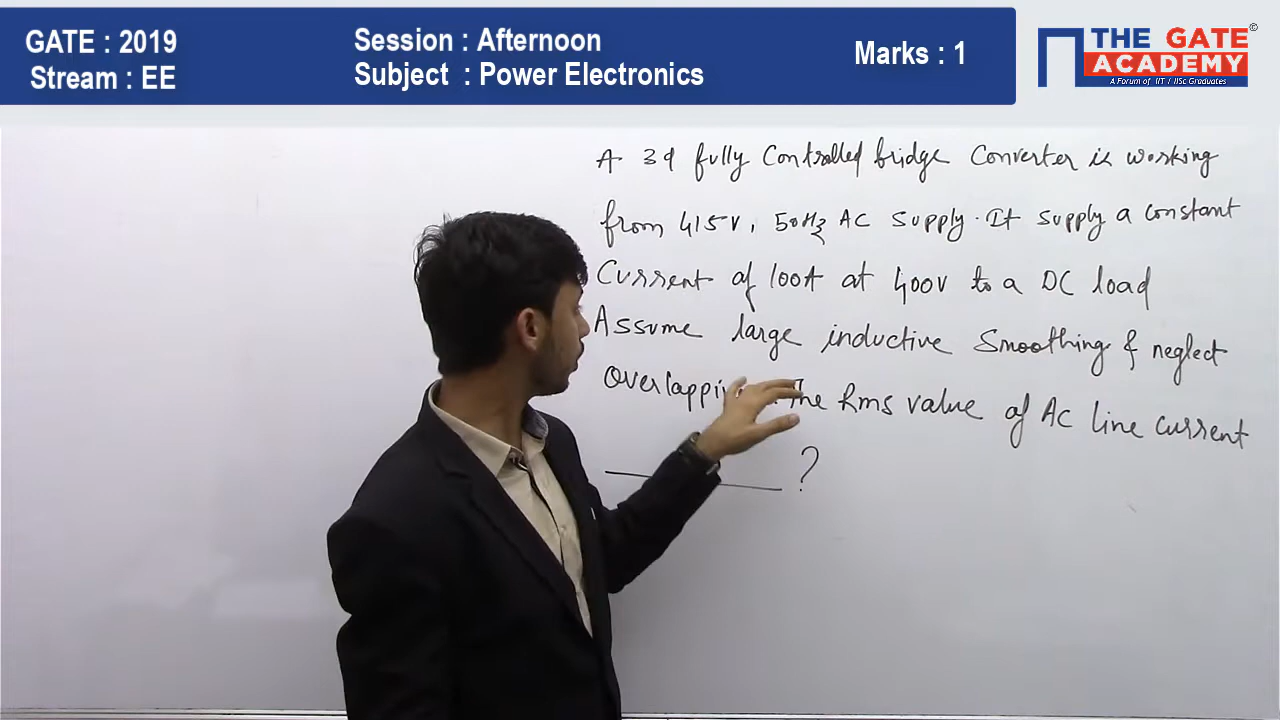 GATE : 2019
Stream : EE
Session : Afternoon
Subject : Power Electronics
Marks : 1
THE GATE
ACADEMY
©
A Forum of IIT / IISc Graduates
A 3φ fully Controlled bridge Converter is working
from 415V, 50Hz AC supply. It supply a constant
Current of 100A at 400V to a DC load
Assume large inductive Smoothing & neglect
The Rms value of AC line current
?